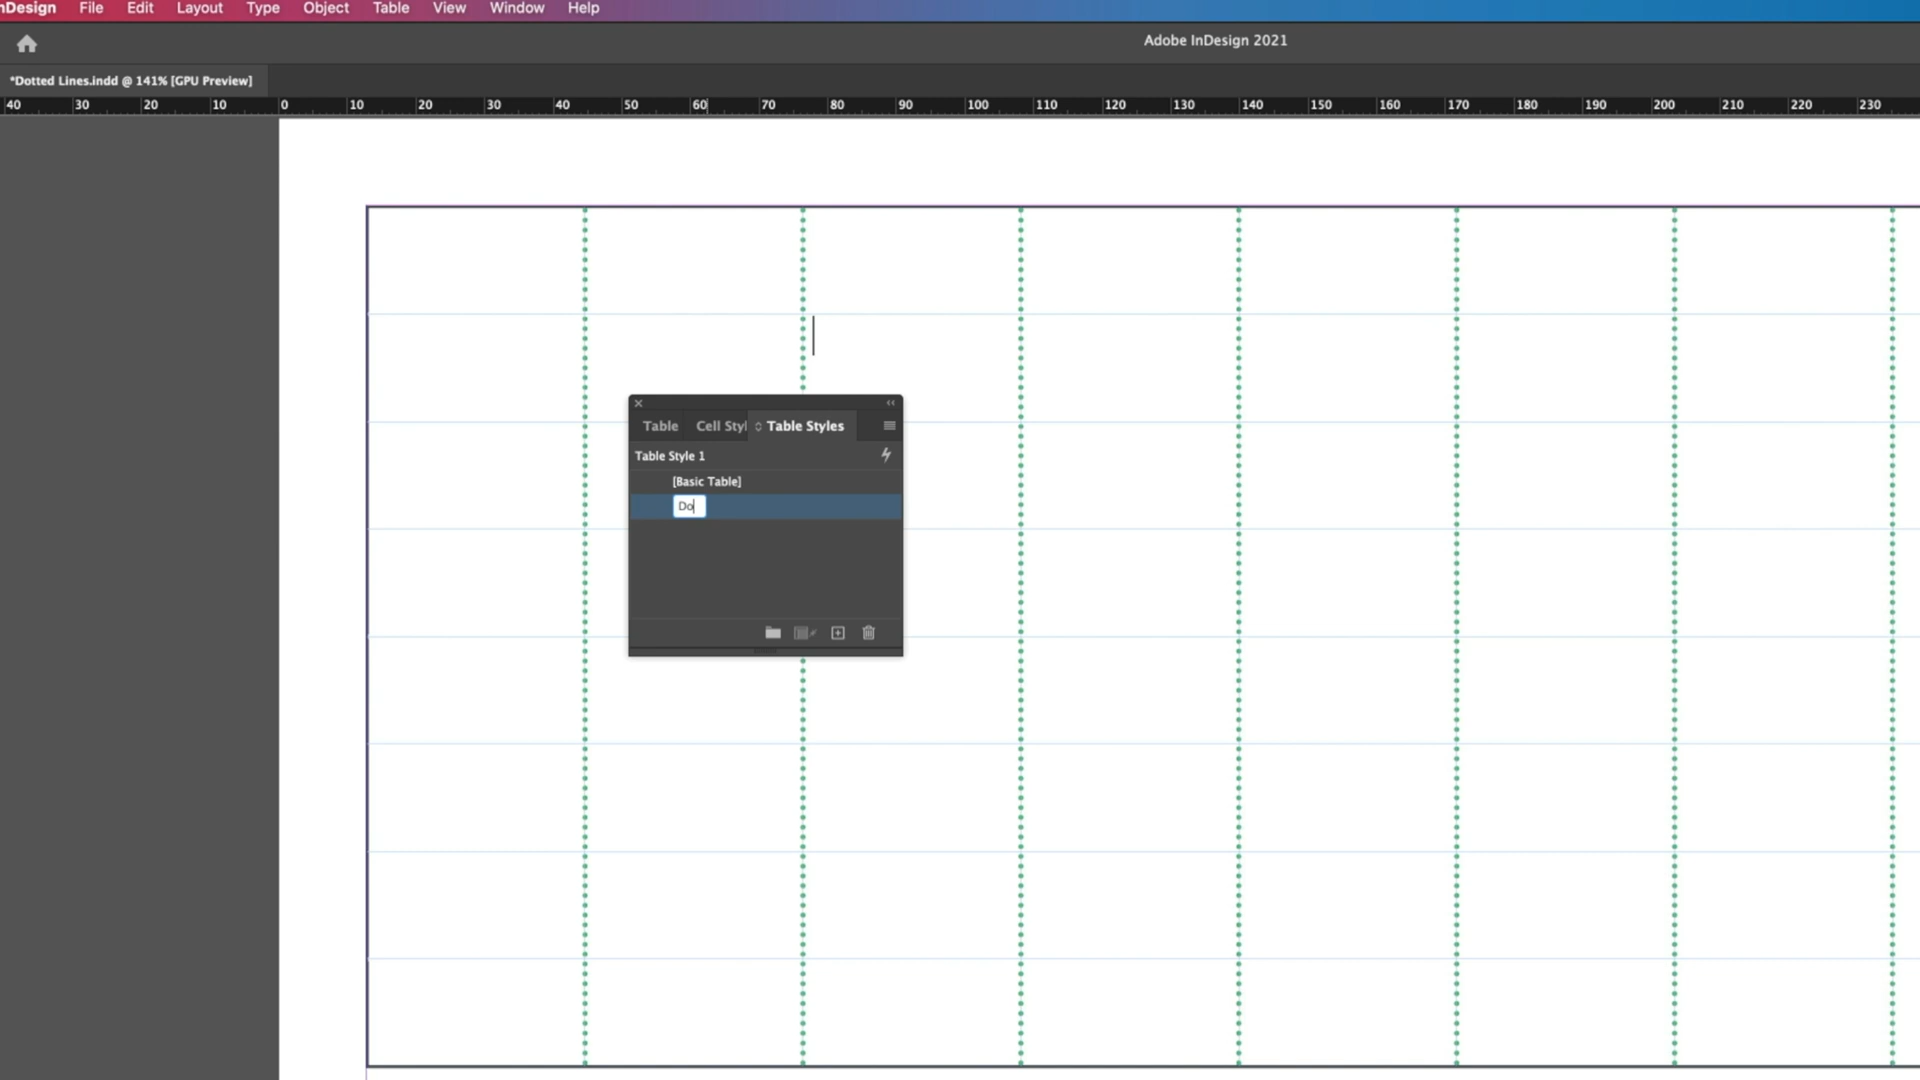 nDesign File Edit Layout Type Object Table View Window Help
Adobe InDesign 2021
*Dotted Lines.indd @ 141% [GPU Preview]
40 30 20 10 0 10 20 30 40 50 60 70 80 90 100 110 120 130 140 150 160 170 180 190 200 210 220 230
Table Cell Styl Table Styles
Table Style 1
[Basic Table]
Do